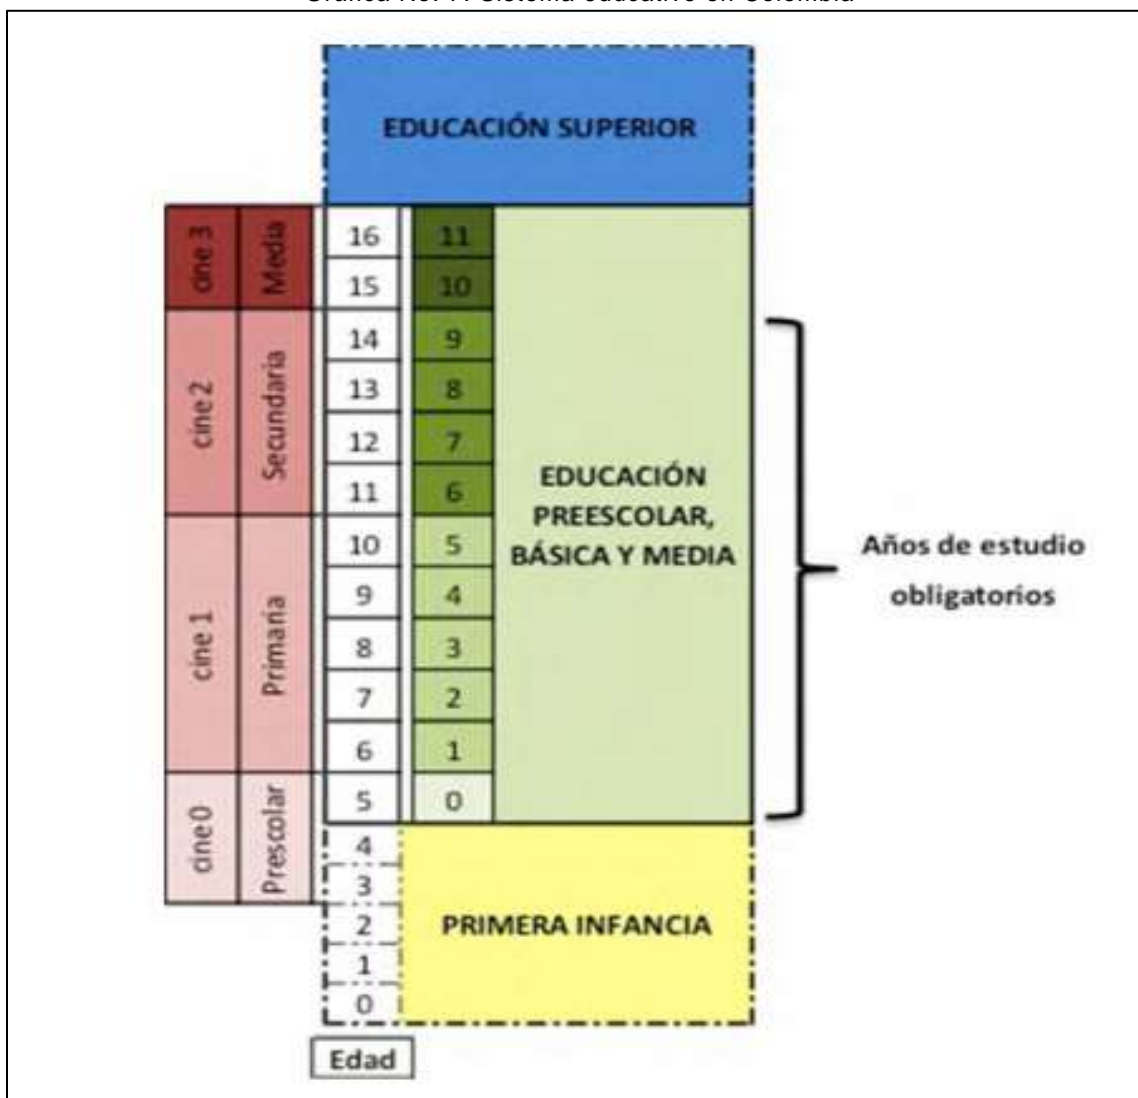 EDUCACIÓN SUPERIOR
cine 3
Media
16
11
15
10
cine 2
Secundaria
14
9
13
8
12
7
11
6
cine 1
Primaria
10
5
9
4
8
3
7
2
6
1
cine 0
Prescolar
5
0
EDUCACIÓN
PREESCOLAR,
BÁSICA Y MEDIA
Años de estudio
obligatorios
4
3
2
1
0
PRIMERA INFANCIA
Edad